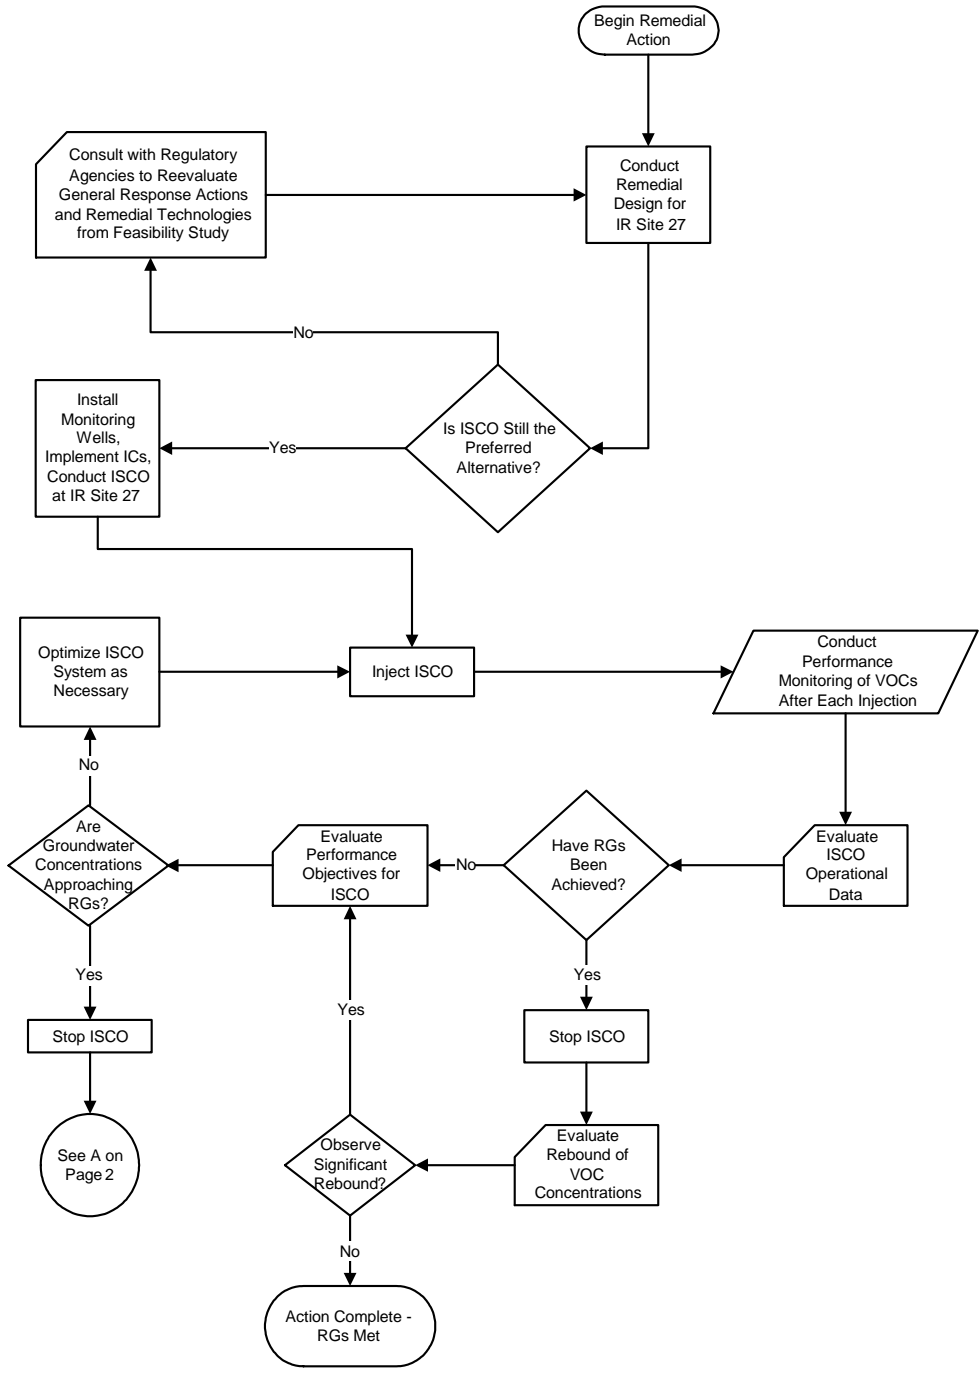 Begin Remedial
Action
Consult with Regulatory
Agencies to Reevaluate
General Response Actions
and Remedial Technologies
from Feasibility Study
Conduct
Remedial
Design for
IR Site 27
No
Install
Monitoring
Wells,
Implement ICs,
Conduct ISCO
at IR Site 27
Yes
Is ISCO Still the
Preferred
Alternative?
Optimize ISCO
System as
Necessary
Inject ISCO
Conduct
Performance
Monitoring of VOCs
After Each Injection
No
Are
Groundwater
Concentrations
Approaching
RGs?
Evaluate
Performance
Objectives for
ISCO
No
Have RGs
Been
Achieved?
Evaluate
ISCO
Operational
Data
Yes
Yes
Yes
Stop ISCO
Stop ISCO
See A on
Page 2
Observe
Significant
Rebound?
Evaluate
Rebound of
VOC
Concentrations
No
Action Complete -
RGs Met